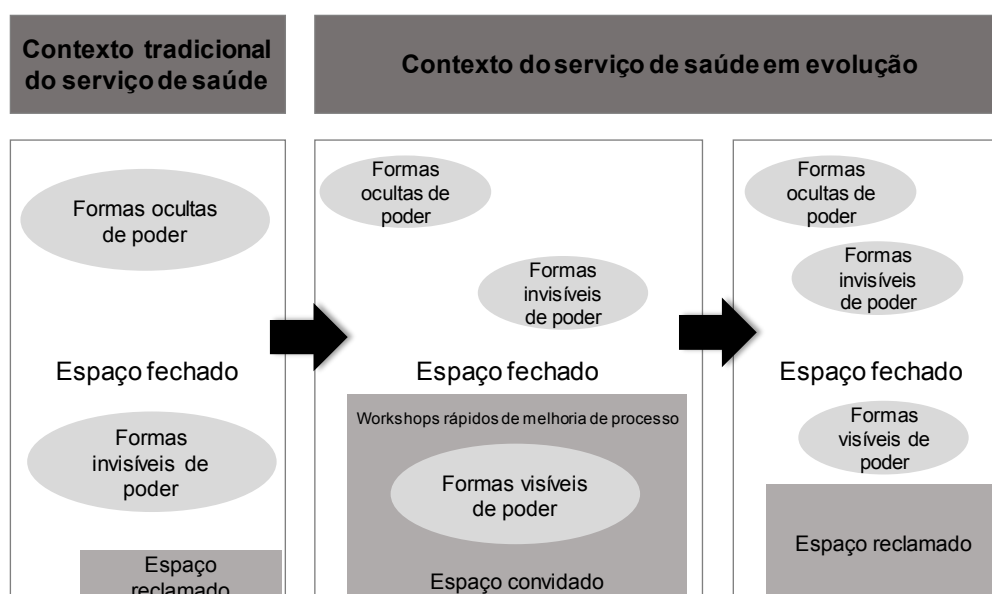 Contexto tradicional
do serviço de saúde
Contexto do serviço de saúde em evolução
Formas ocultas
de poder
Espaço fechado
Formas
invisíveis de
poder
Espaço
reclamado
Formas
ocultas de
poder
Formas
invisíveis
de poder
Espaço fechado
Workshops rápidos de melhoria de processo
Formas visíveis
de poder
Espaço convidado
Formas
ocultas de
poder
Formas
invisíveis
de poder
Espaço fechado
Formas
visíveis de
poder
Espaço reclamado